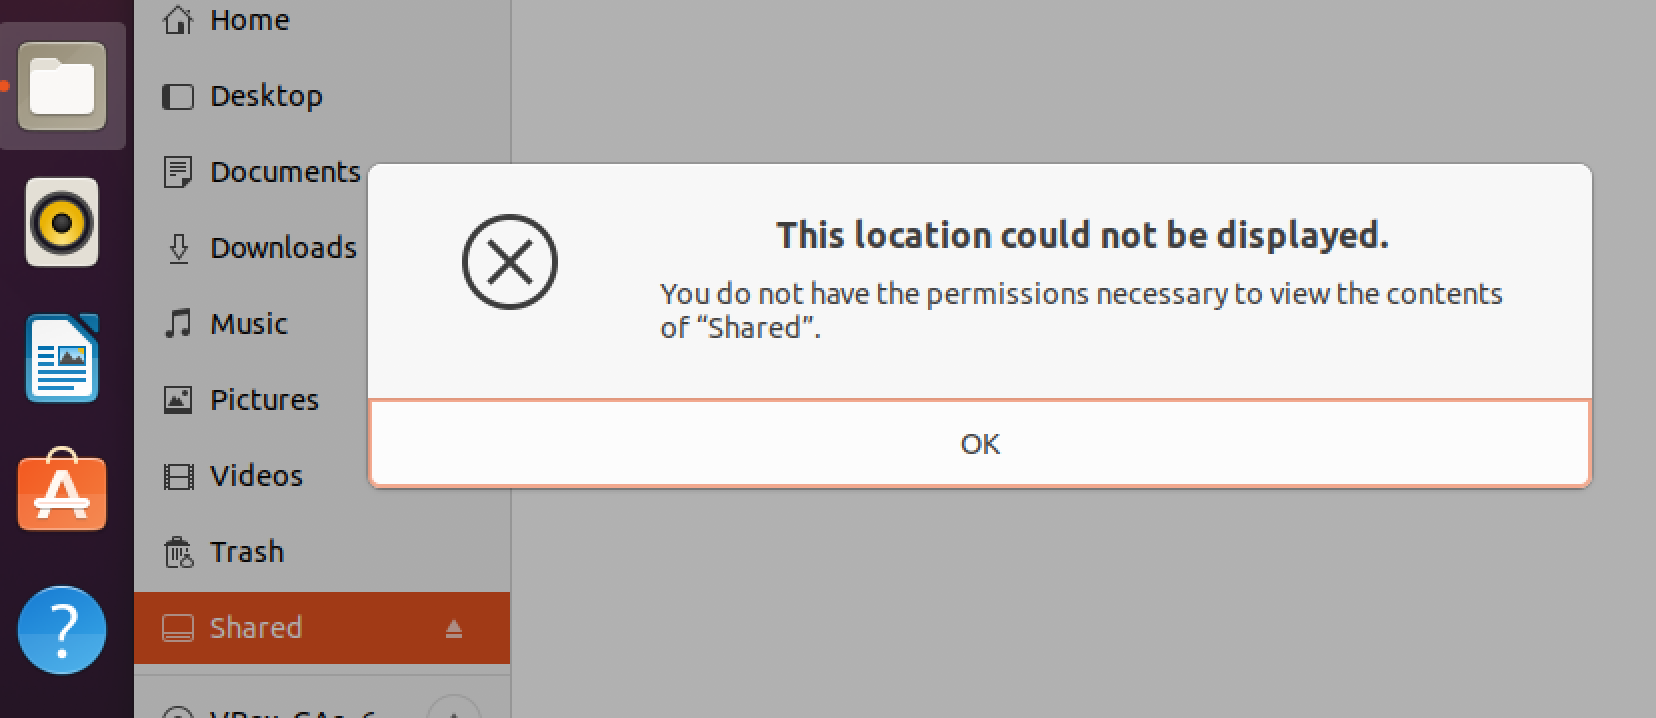 Home
Desktop
Documents
Downloads
Music
Pictures
Videos
Trash
Shared
This location could not be displayed.
You do not have the permissions necessary to view the contents
of “Shared”.
OK